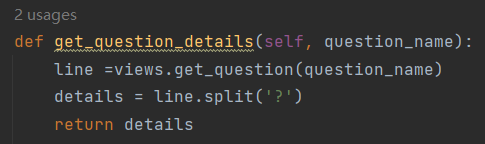 2 usages
def get_question_details(self, question_name):
    line =views.get_question(question_name)
    details = line.split('?')
    return details